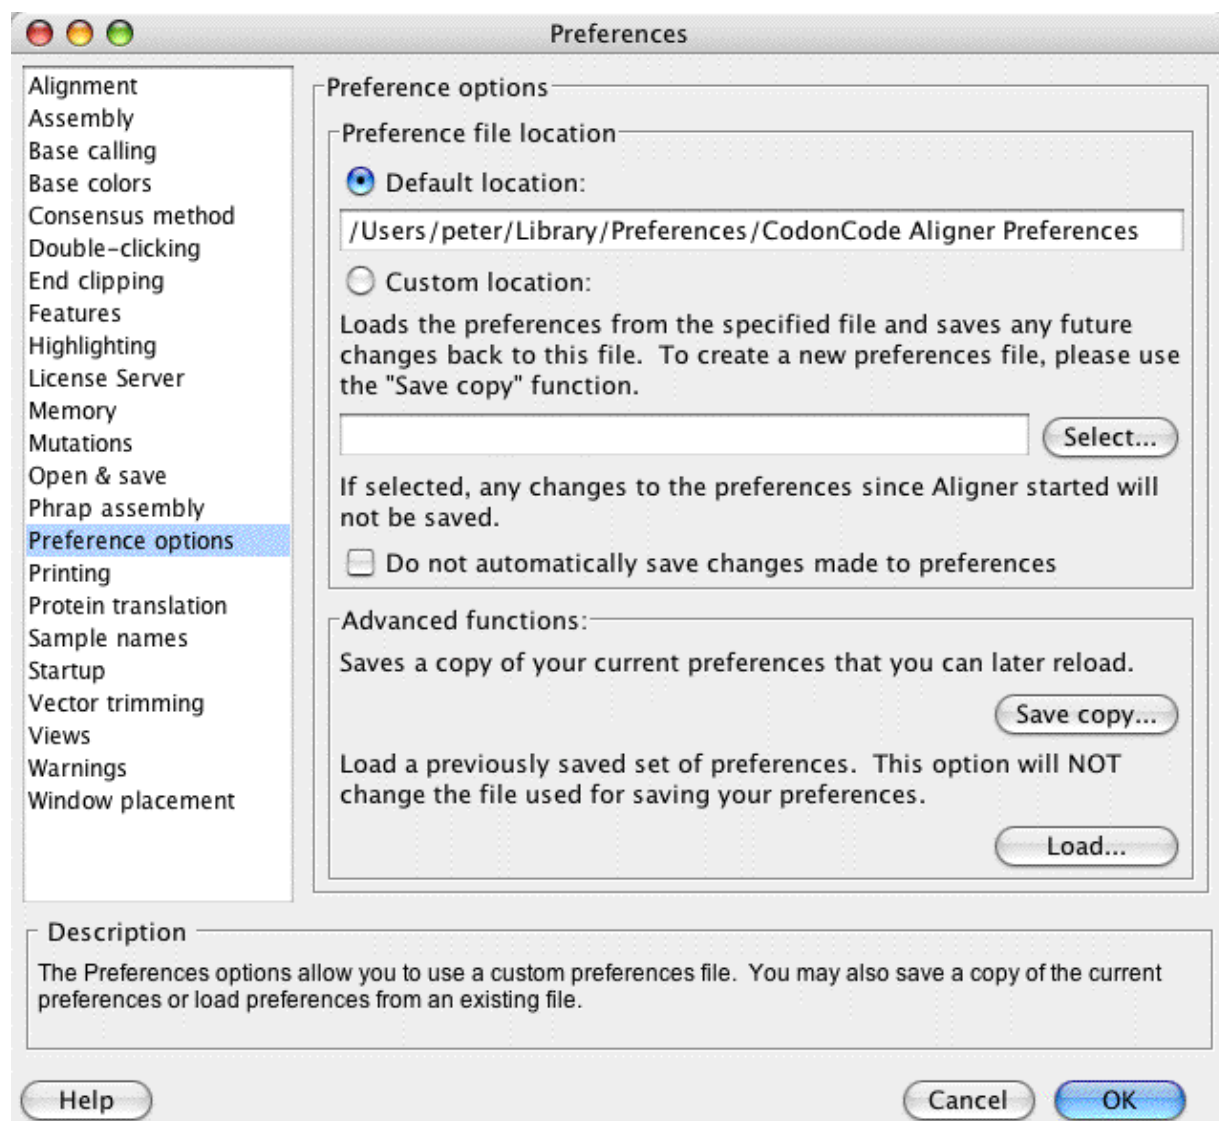 Preferences
Alignment
Assembly
Base calling
Base colors
Consensus method
Double-clicking
End clipping
Features
Highlighting
License Server
Memory
Mutations
Open & save
Phrap assembly
Preference options
Printing
Protein translation
Sample names
Startup
Vector trimming
Views
Warnings
Window placement
Preference options
Preference file location
Default location:
/Users/peter/Library/Preferences/CodonCode Aligner Preferences
Custom location:
Loads the preferences from the specified file and saves any future
changes back to this file.  To create a new preferences file, please use
the "Save copy" function.
Select...
If selected, any changes to the preferences since Aligner started will
not be saved.
Do not automatically save changes made to preferences
Advanced functions:
Saves a copy of your current preferences that you can later reload.
Save copy...
Load a previously saved set of preferences.  This option will NOT
change the file used for saving your preferences.
Load...
Description
The Preferences options allow you to use a custom preferences file.  You may also save a copy of the current
preferences or load preferences from an existing file.
Help
Cancel
OK